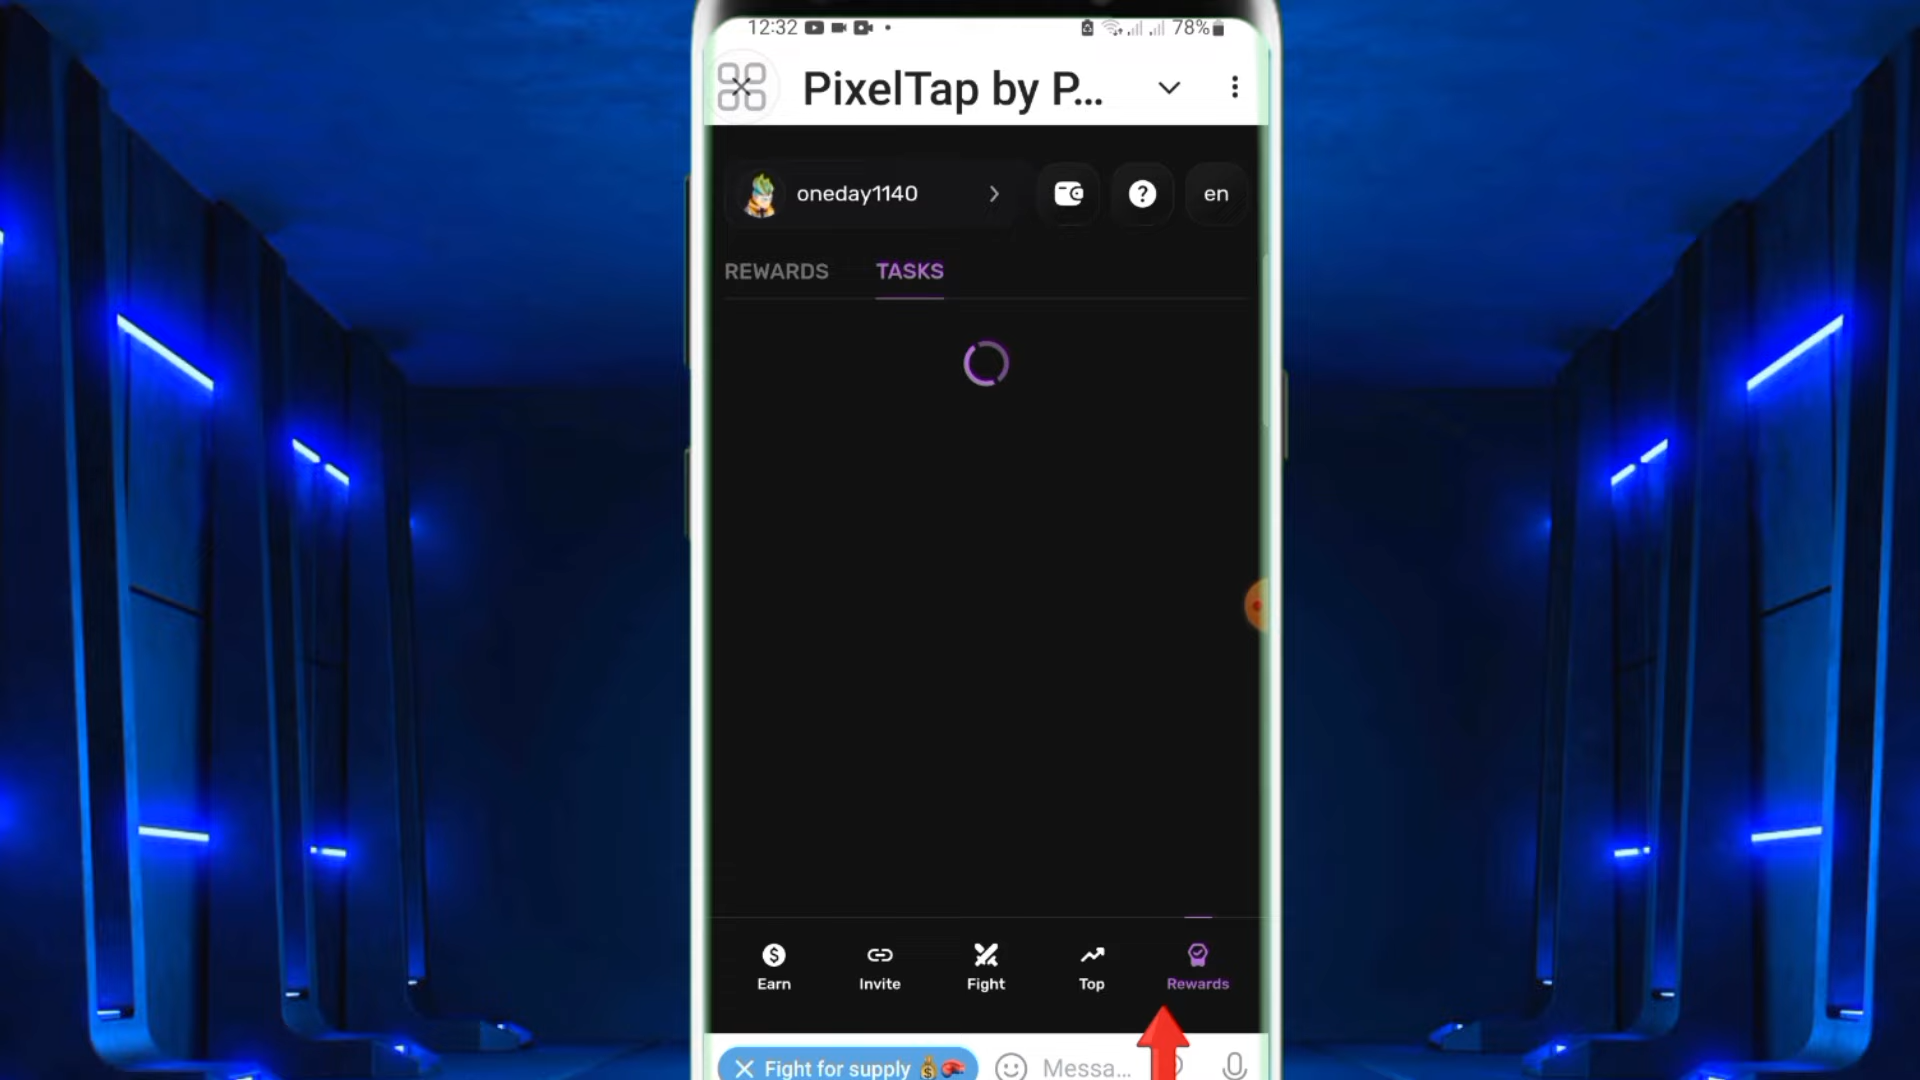 12:32 78%
PixelTap by P...
oneday1140 en
REWARDS TASKS
Earn Invite Fight Top Rewards
Fight for supply 💰🥊 Messa...